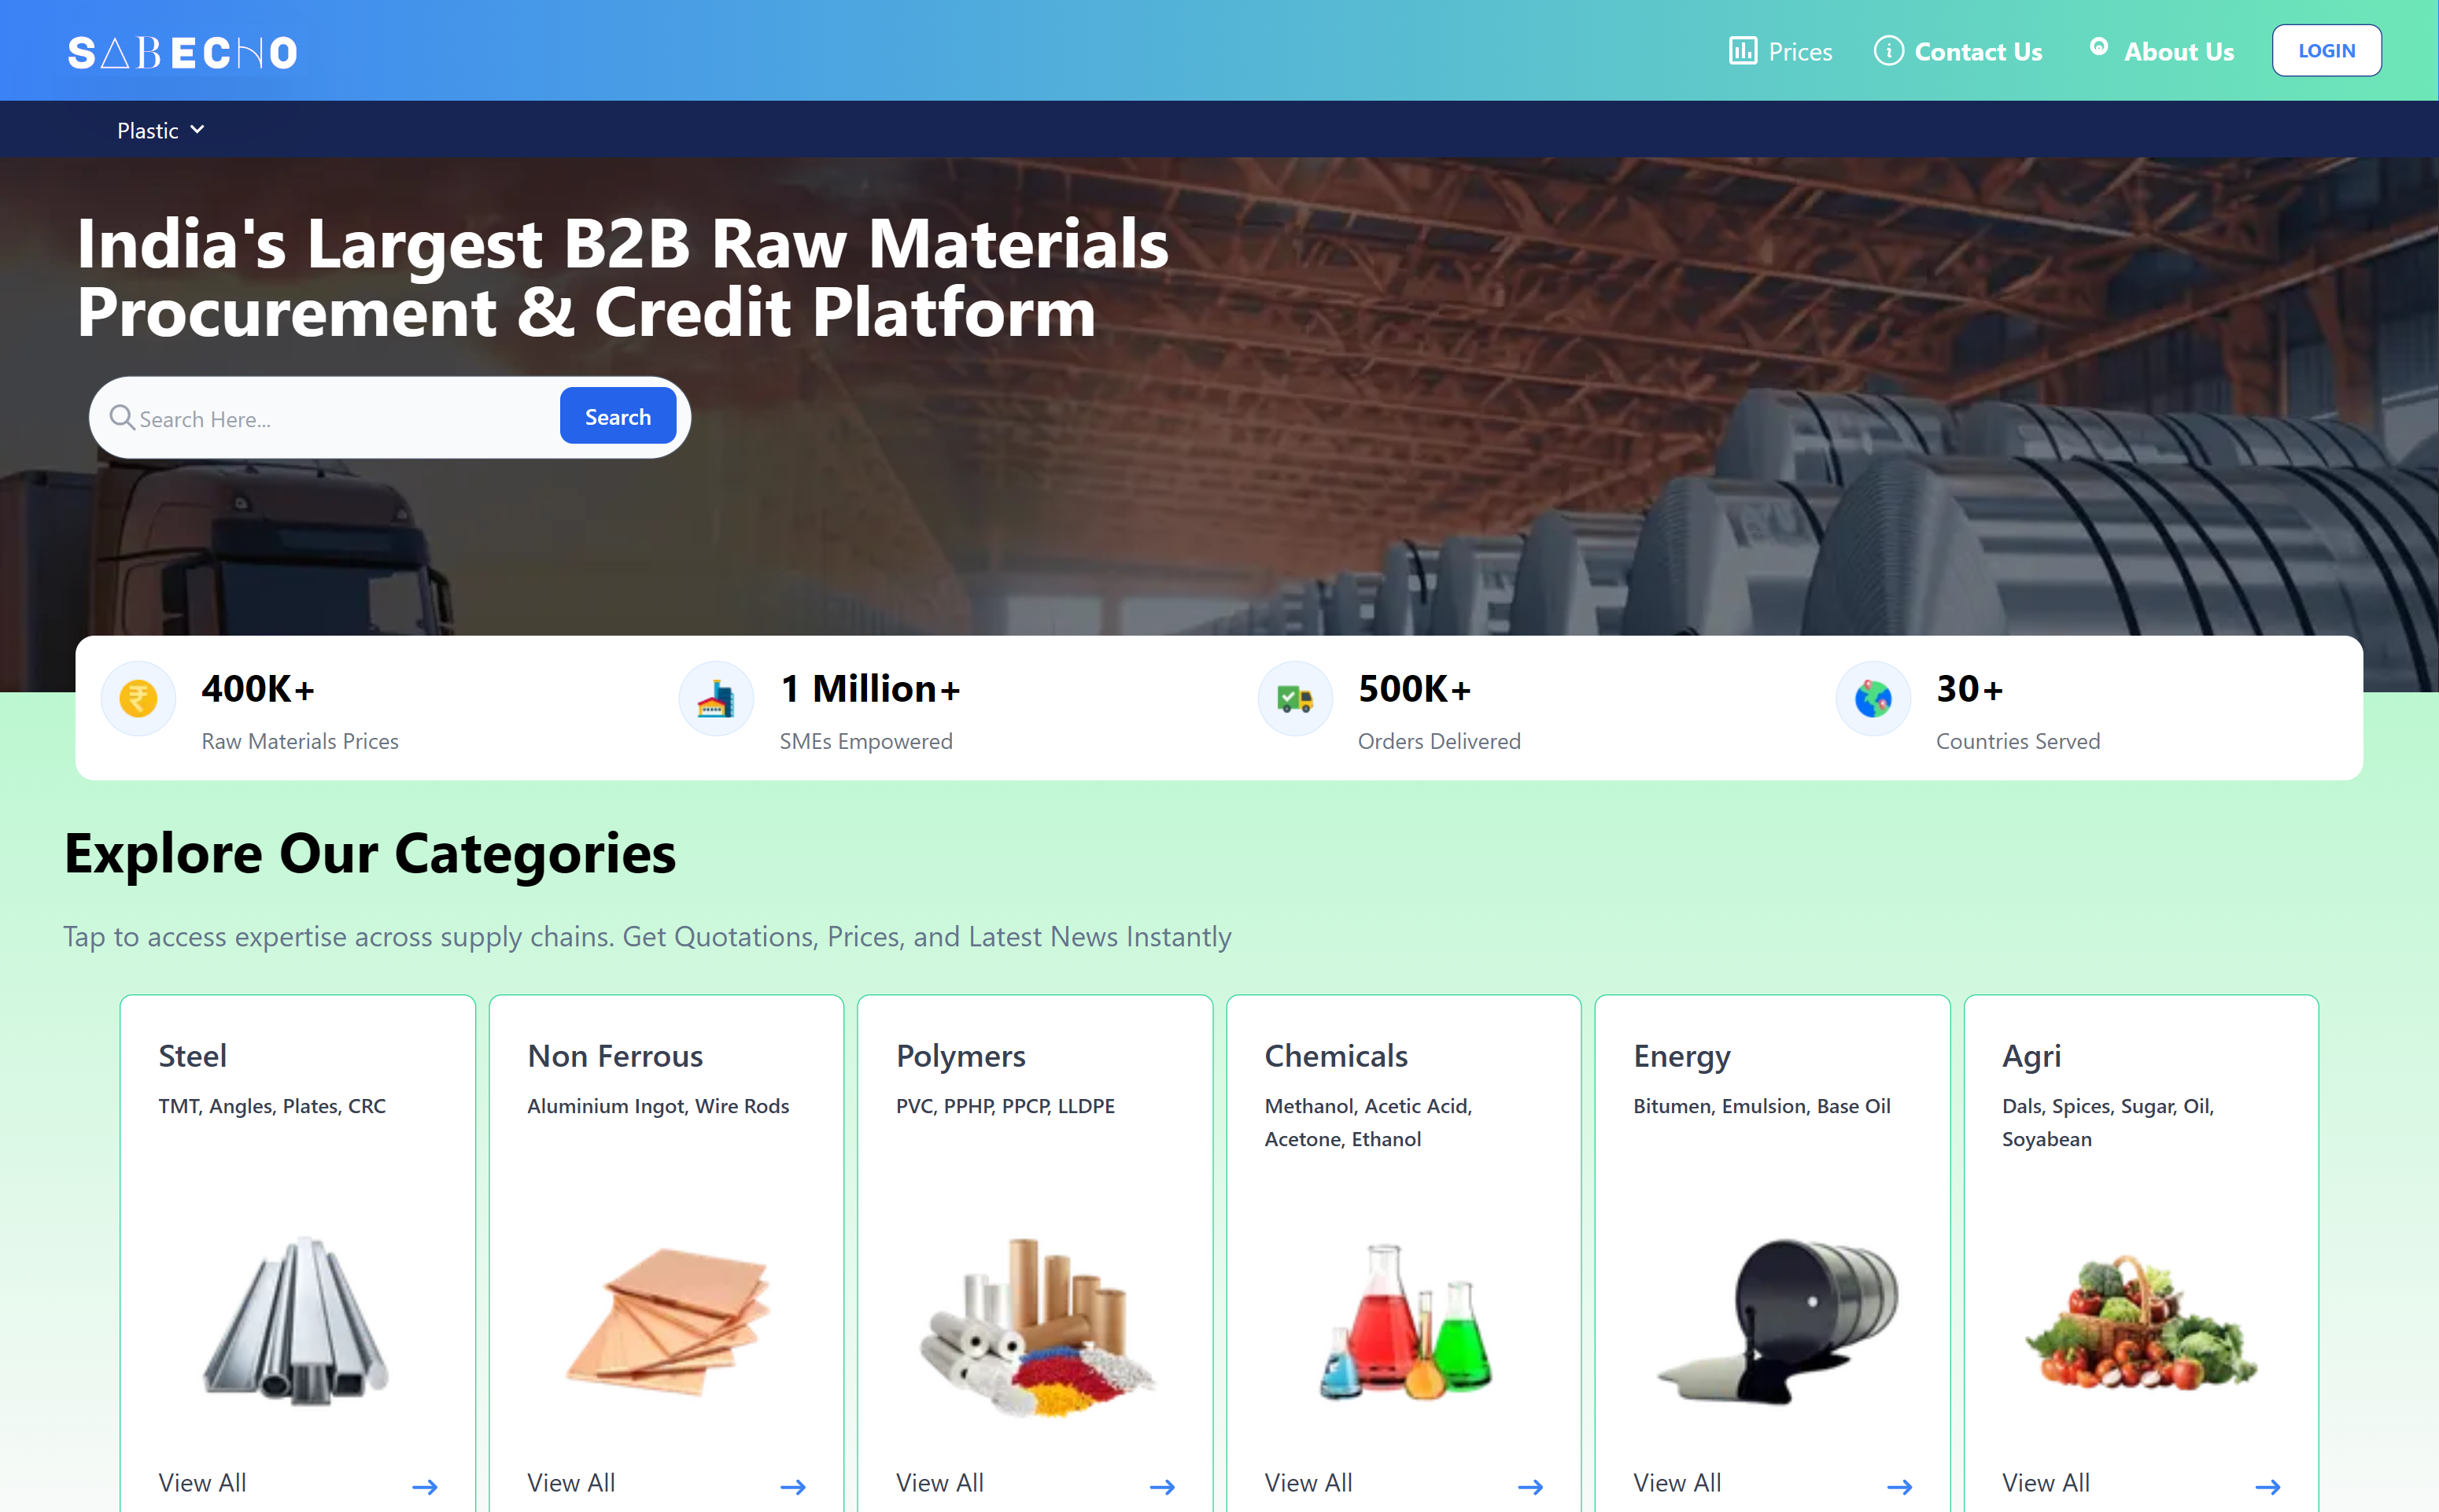 SABECHO
Prices
Contact Us
About Us
LOGIN
Plastic
India's Largest B2B Raw Materials
Procurement & Credit Platform
Search Here...
Search
400K+
Raw Materials Prices
1 Million+
SMEs Empowered
500K+
Orders Delivered
30+
Countries Served
Explore Our Categories
Tap to access expertise across supply chains. Get Quotations, Prices, and Latest News Instantly
Steel
TMT, Angles, Plates, CRC
View All
Non Ferrous
Aluminium Ingot, Wire Rods
View All
Polymers
PVC, PPHP, PPCP, LLDPE
View All
Chemicals
Methanol, Acetic Acid,
Acetone, Ethanol
View All
Energy
Bitumen, Emulsion, Base Oil
View All
Agri
Dals, Spices, Sugar, Oil,
Soyabean
View All